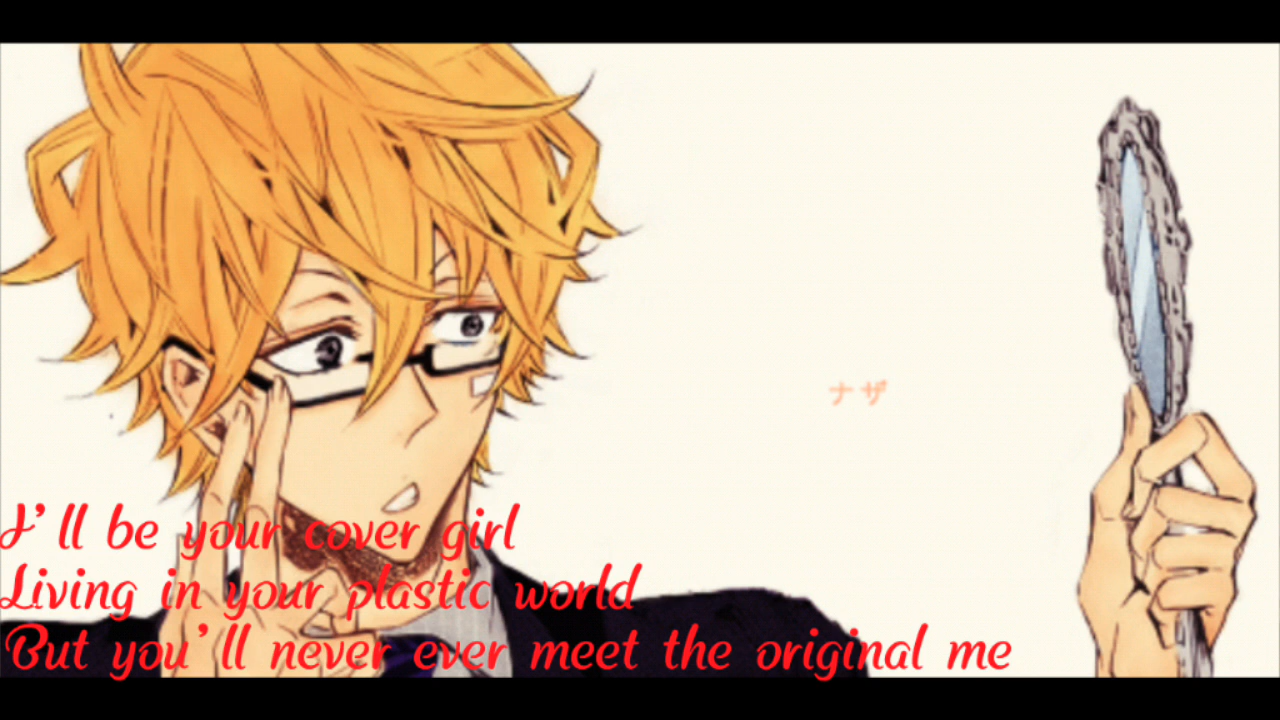 ナザ
I'll be your cover girl
Living in your plastic world
But you'll never ever meet the original me